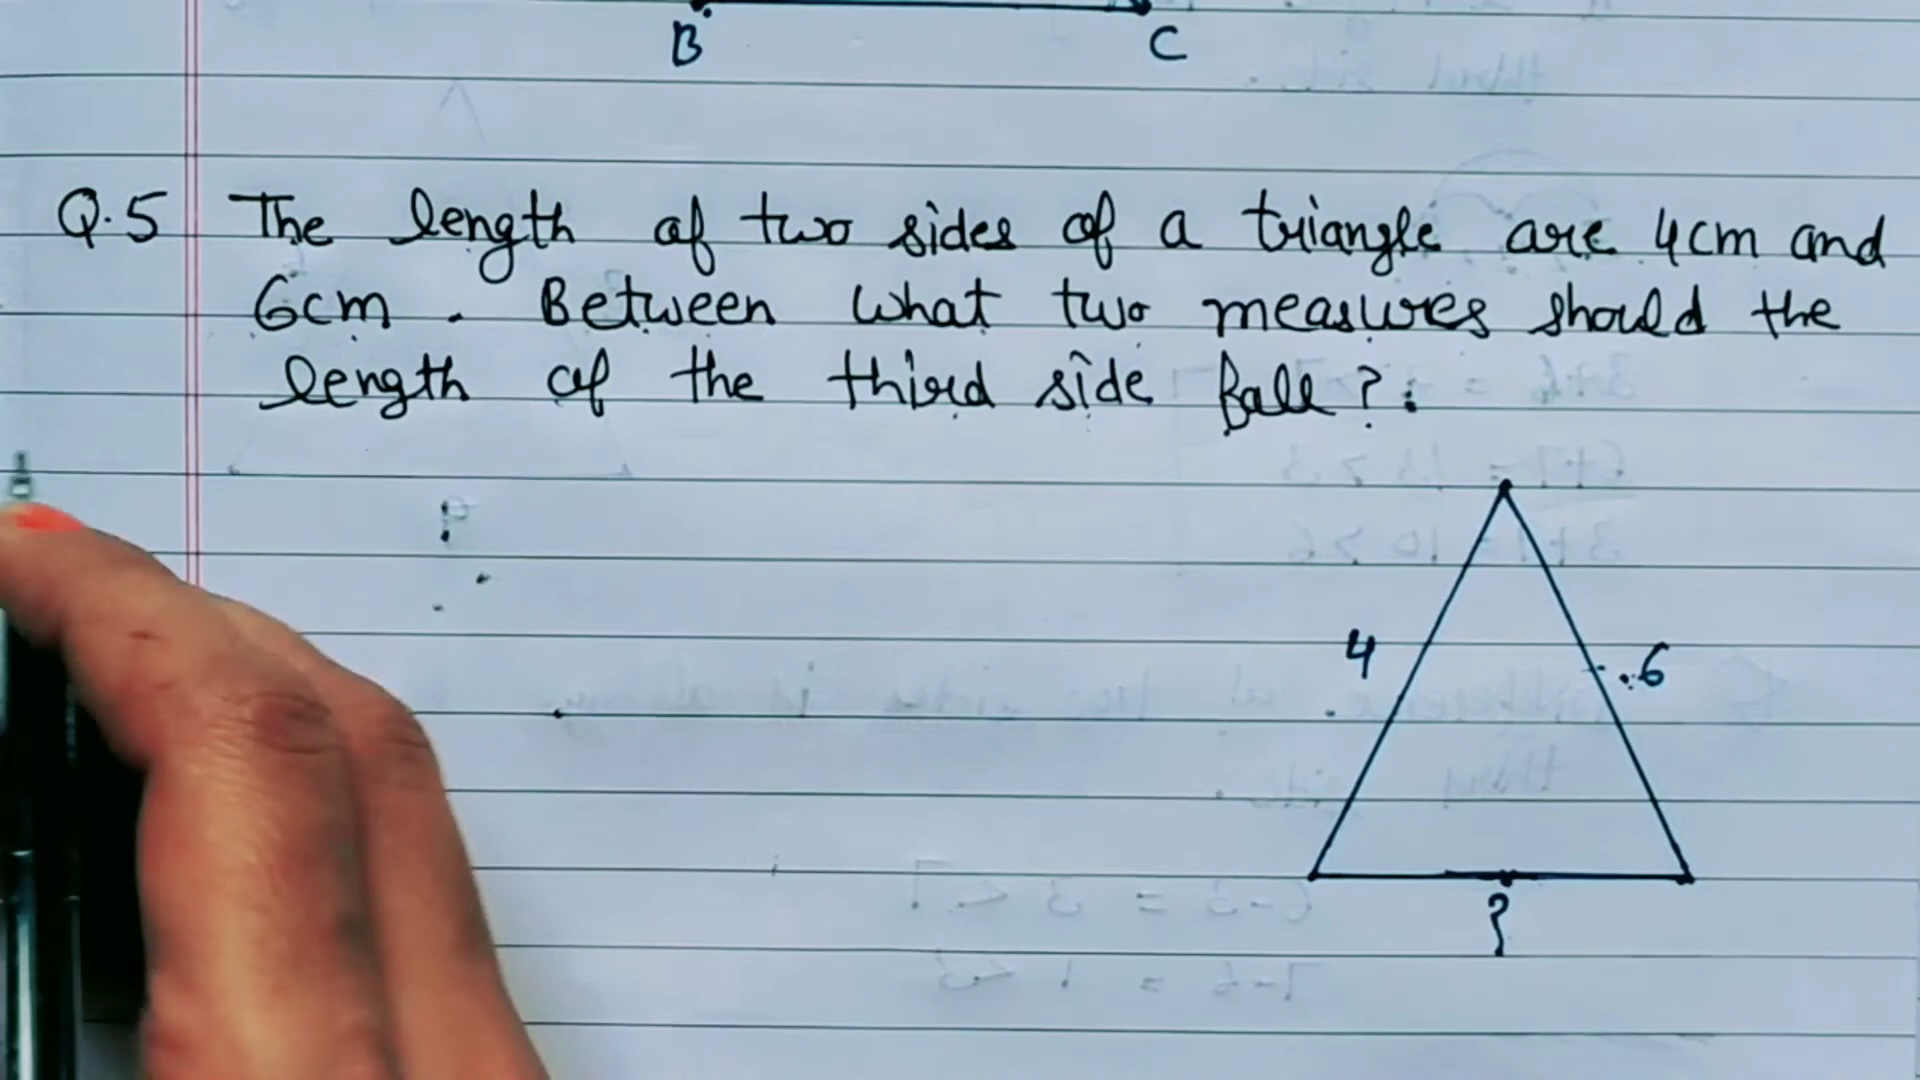 B C
Q.5 The length of two sides of a triangle are 4cm and
6cm. Between what two measures should the
length of the third side fall?
4
6
?